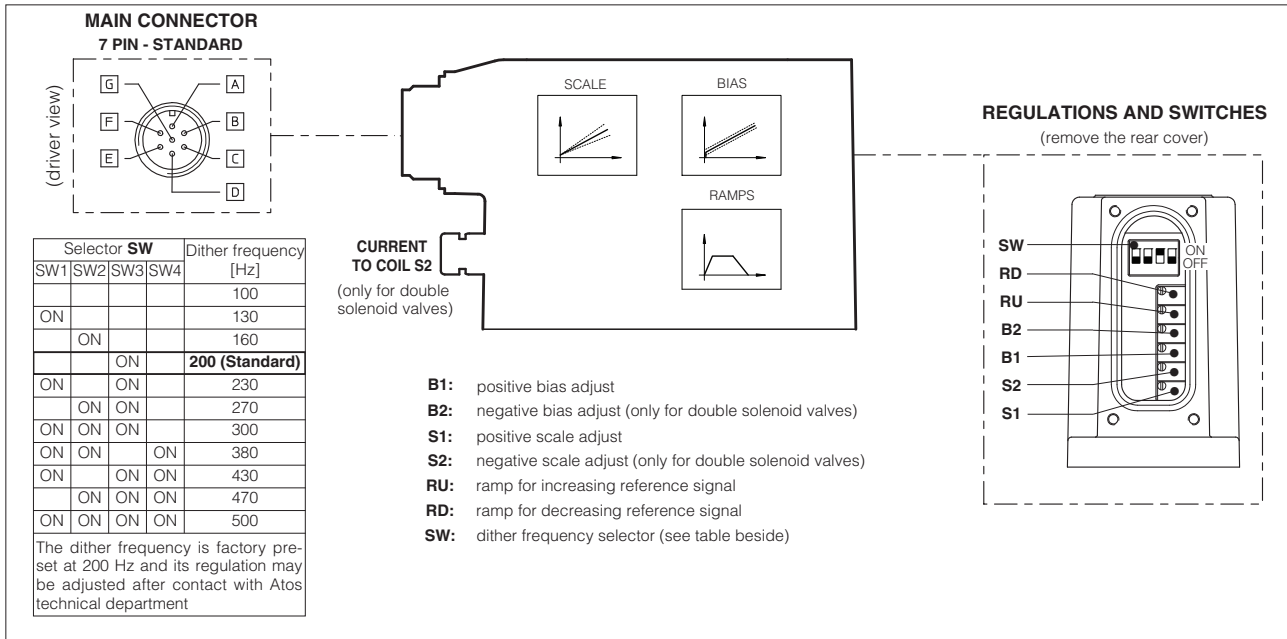 MAIN CONNECTOR
7 PIN - STANDARD
(driver view)
G
A
F
B
E
C
D
SCALE
BIAS
RAMPS
CURRENT
TO COIL S2
(only for double
solenoid valves)
REGULATIONS AND SWITCHES
(remove the rear cover)
SW
RD
RU
B2
B1
S2
S1
ON
OFF
Selector SW Dither frequency
SW1 SW2 SW3 SW4 [Hz]
100
ON 130
ON 160
ON 200 (Standard)
ON ON 230
ON ON 270
ON ON ON 300
ON ON ON 380
ON ON ON 430
ON ON ON 470
ON ON ON ON 500
The dither frequency is factory pre-
set at 200 Hz and its regulation may
be adjusted after contact with Atos
technical department
B1: positive bias adjust
B2: negative bias adjust (only for double solenoid valves)
S1: positive scale adjust
S2: negative scale adjust (only for double solenoid valves)
RU: ramp for increasing reference signal
RD: ramp for decreasing reference signal
SW: dither frequency selector (see table beside)